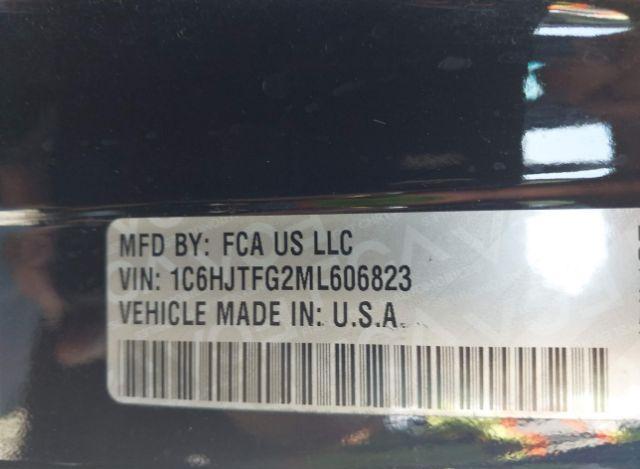 MFD BY: FCA US LLC
VIN: 1C6HJTFG2ML606823
VEHICLE MADE IN: U.S.A.